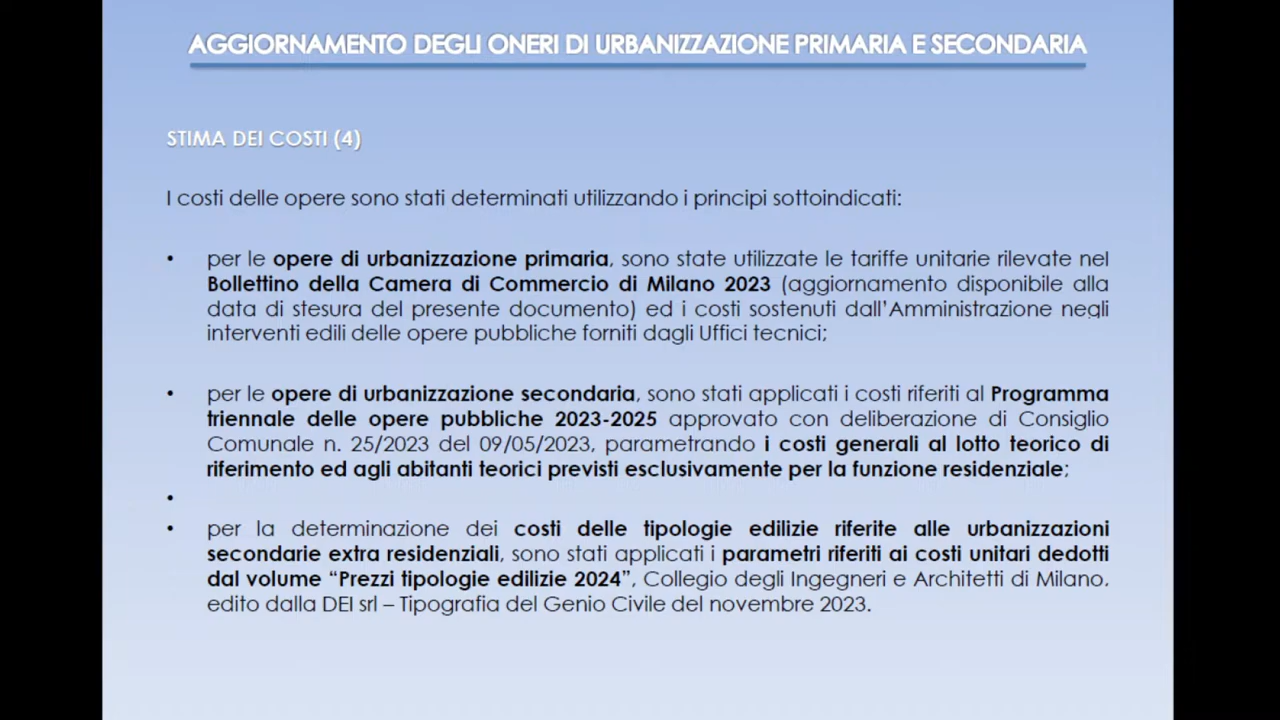 AGGIORNAMENTO DEGLI ONERI DI URBANIZZAZIONE PRIMARIA E SECONDARIA
STIMA DEI COSTI (4)
I costi delle opere sono stati determinati utilizzando i principi sottoindicati:
• per le opere di urbanizzazione primaria, sono state utilizzate le tariffe unitarie rilevate nel
Bollettino della Camera di Commercio di Milano 2023 (aggiornamento disponibile alla
data di stesura del presente documento) ed i costi sostenuti dall'Amministrazione negli
interventi edili delle opere pubbliche forniti dagli Uffici tecnici;
• per le opere di urbanizzazione secondaria, sono stati applicati i costi riferiti al Programma
triennale delle opere pubbliche 2023-2025 approvato con deliberazione di Consiglio
Comunale n. 25/2023 del 09/05/2023, parametrando i costi generali al lotto teorico di
riferimento ed agli abitanti teorici previsti esclusivamente per la funzione residenziale;
•
• per la determinazione dei costi delle tipologie edilizie riferite alle urbanizzazioni
secondarie extra residenziali, sono stati applicati i parametri riferiti ai costi unitari dedotti
dal volume “Prezzi tipologie edilizie 2024”, Collegio degli Ingegneri e Architetti di Milano,
edito dalla DEI srl – Tipografia del Genio Civile del novembre 2023.